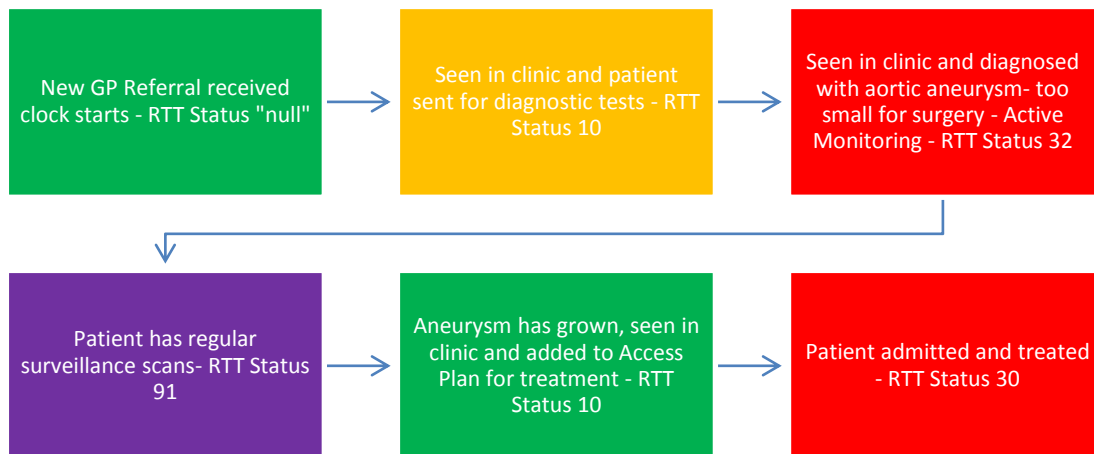 New GP Referral received
clock starts - RTT Status "null"
Seen in clinic and patient
sent for diagnostic tests - RTT
Status 10
Seen in clinic and diagnosed
with aortic aneurysm- too
small for surgery - Active
Monitoring - RTT Status 32
Patient has regular
surveillance scans- RTT Status
91
Aneurysm has grown, seen in
clinic and added to Access
Plan for treatment - RTT
Status 10
Patient admitted and treated
- RTT Status 30